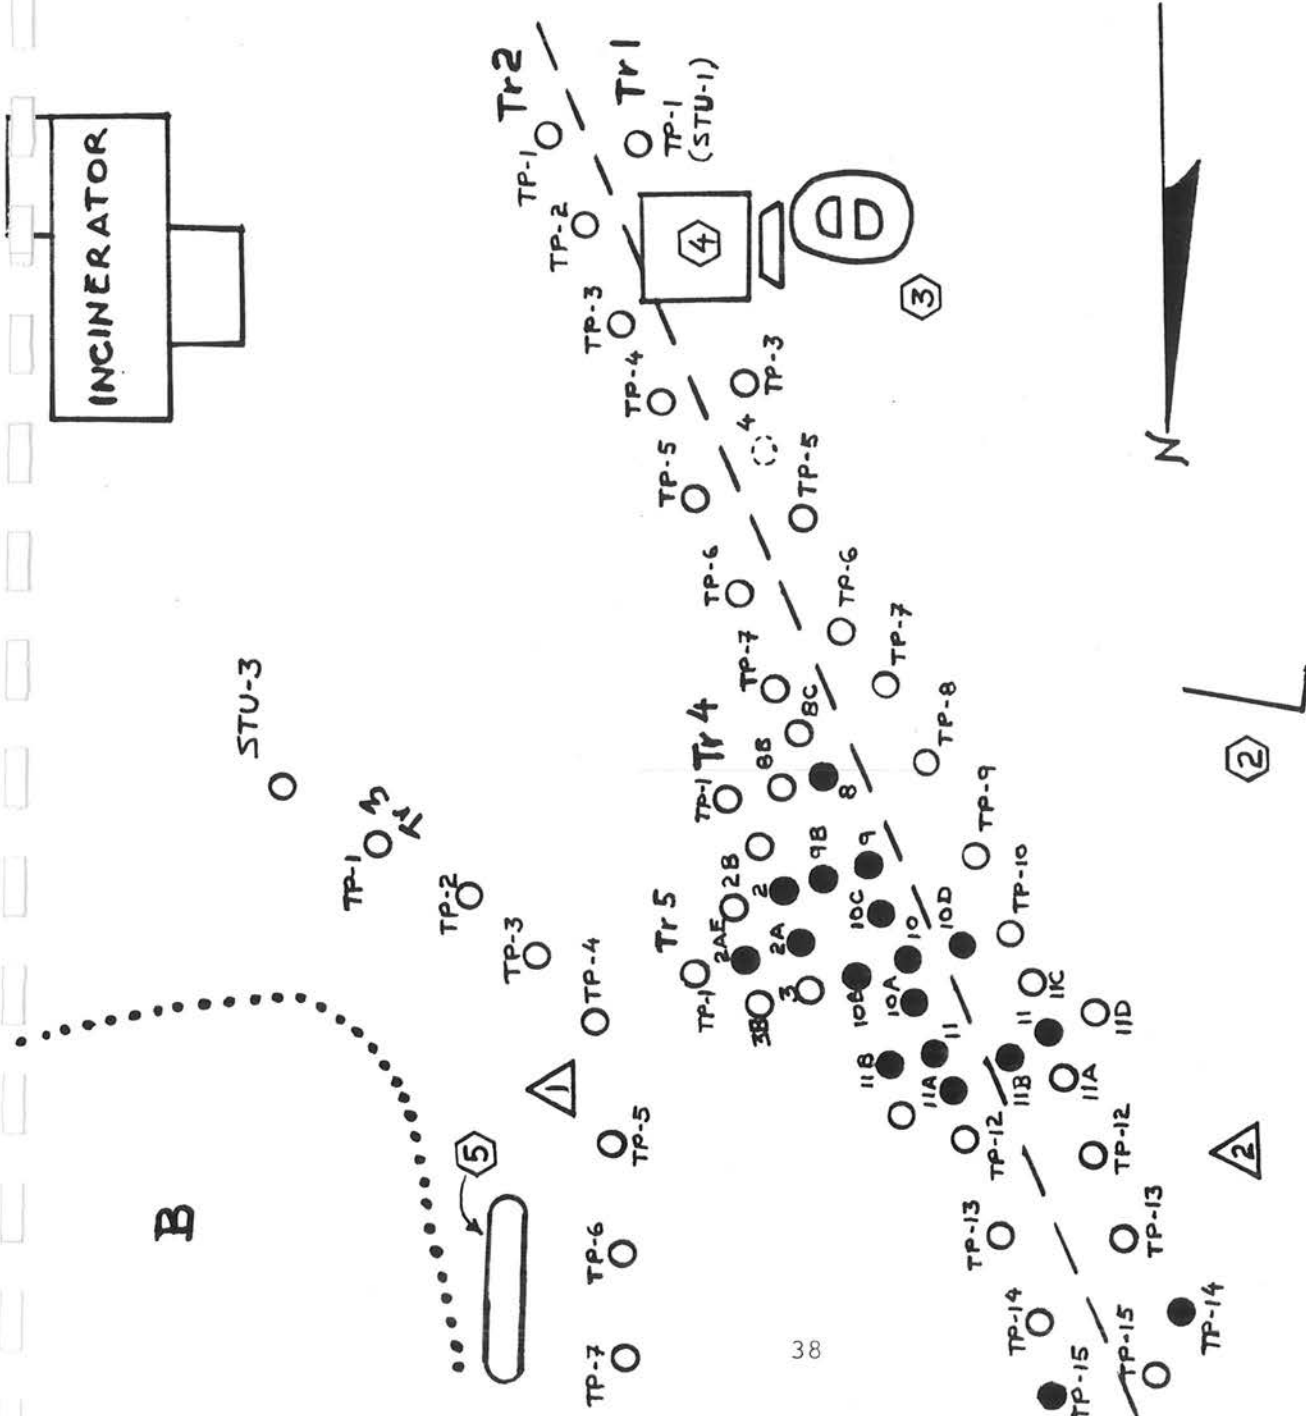 INCINERATOR
Tr2
Tr1
TP-1
(STU-1)
TP-1
TP-2
TP-3
TP-4
TP-5
TP-6
TP-7
4
3
TP-3
4
TP-5
TP-6
TP-7
TP-8
TP-9
TP-10
N
2
STU-3
Tr3
TP-1
TP-2
TP-3
TP-4
TP-5
TP-6
TP-7
Tr4
TP-1
8B
8C
8
2B
2
9B
9
Tr5
TP-1
2AE
2A
10C
10
10D
3B
3
10B
10A
11B
11
11A
11B
11
11C
11D
11A
TP-12
TP-12
TP-13
TP-13
TP-14
TP-14
TP-15
TP-15
1
2
5
B
38